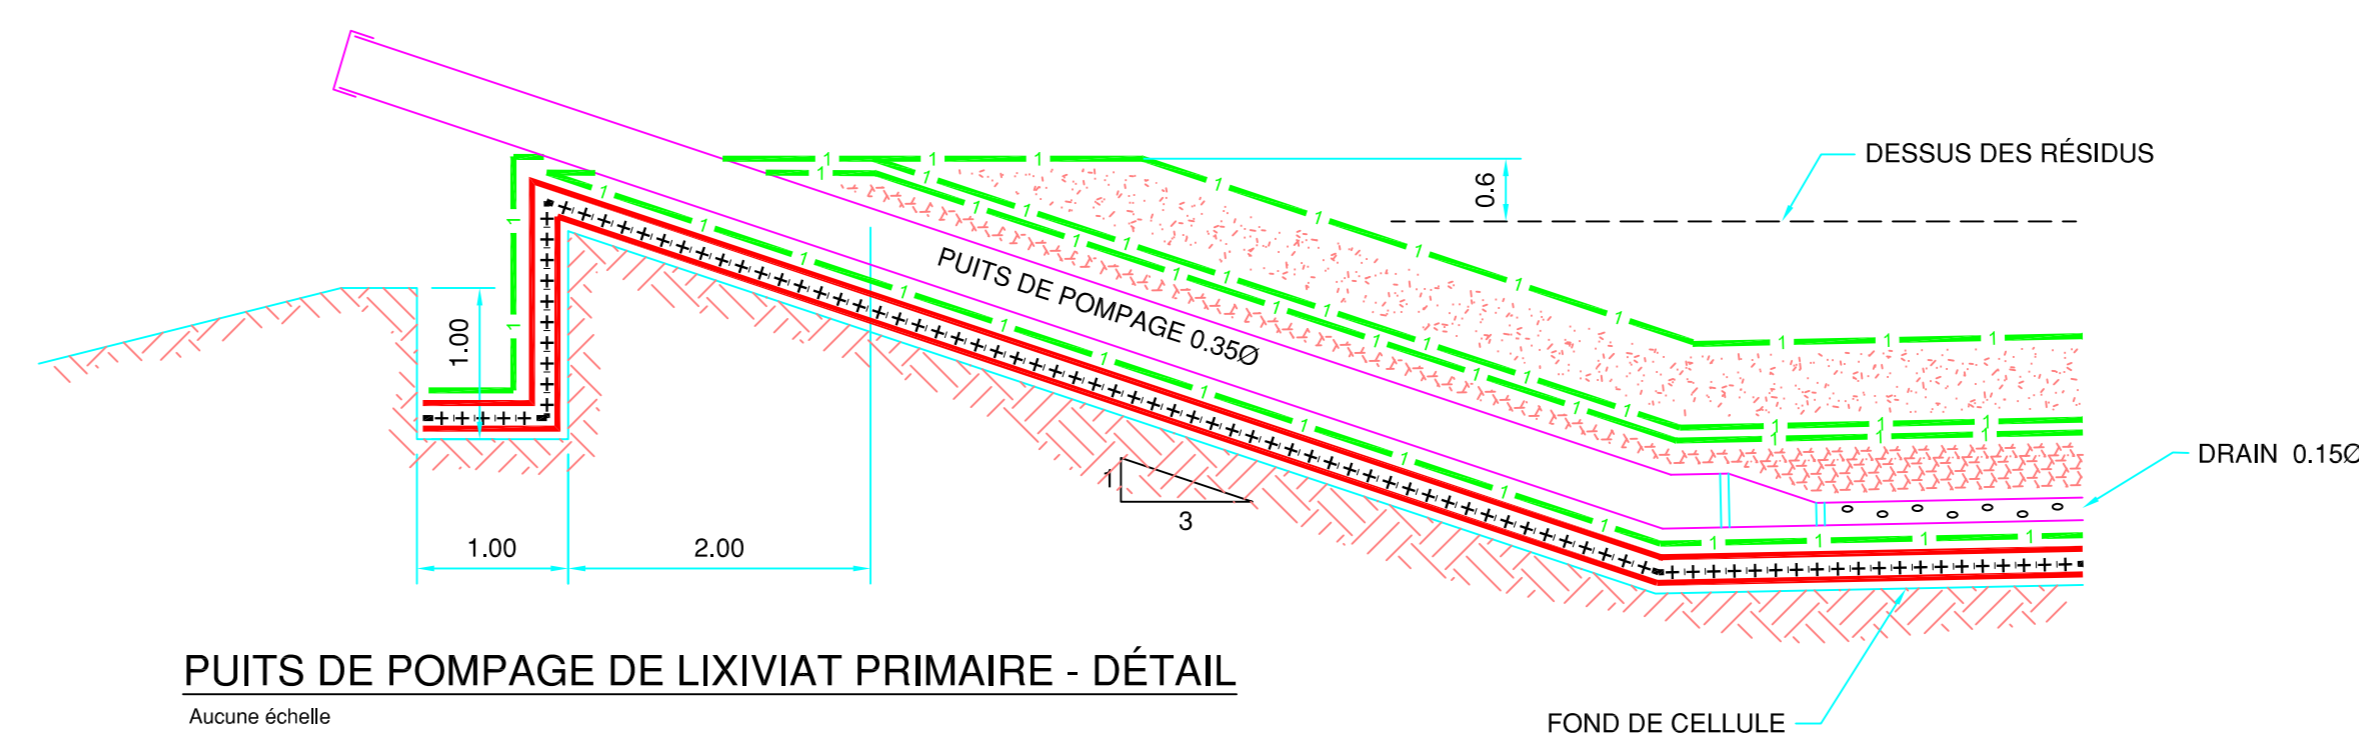 DESSUS DES RÉSIDUS
0.6
PUITS DE POMPAGE 0.35Ø
1.00
DRAIN 0.15Ø
1
3
1.00
2.00
PUITS DE POMPAGE DE LIXIVIAT PRIMAIRE - DÉTAIL
Aucune échelle
FOND DE CELLULE